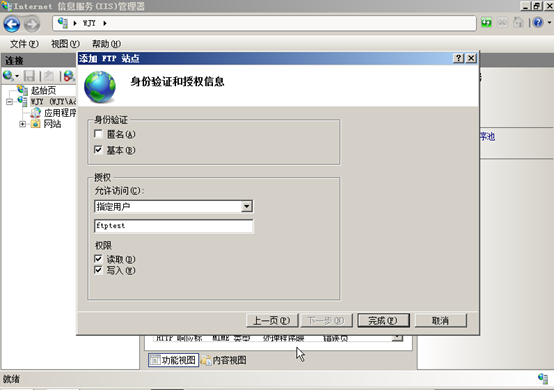 Internet 信息服务(IIS)管理器
WJY
文件(F) 视图(V) 帮助(H)
连接
起始页
WJY (WJY\Ad
应用程序
网站
添加 FTP 站点
身份验证和授权信息
身份验证
匿名(A)
基本(B)
授权
允许访问(C):
指定用户
ftptest
权限
读取(D)
写入(W)
上一页(P) 下一步(N) 完成(F) 取消
序池
HTTP 响应标 MIME 类型 处理程序映 错误页
功能视图 内容视图
就绪